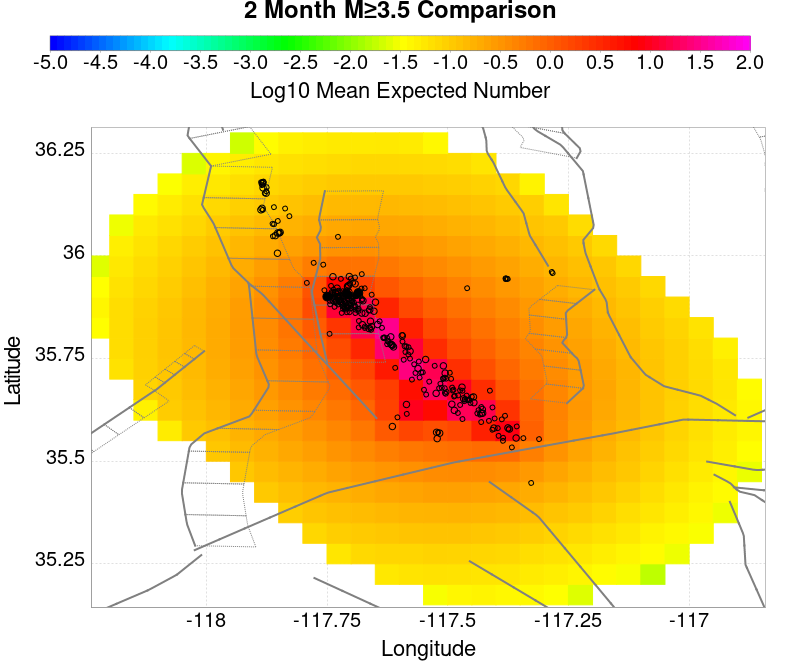 2 Month M≥3.5 Comparison
-5.0 -4.5 -4.0 -3.5 -3.0 -2.5 -2.0 -1.5 -1.0 -0.5 0.0 0.5 1.0 1.5 2.0
Log10 Mean Expected Number
36.25
36
35.75
35.5
35.25
Latitude
-118 -117.75 -117.5 -117.25 -117
Longitude